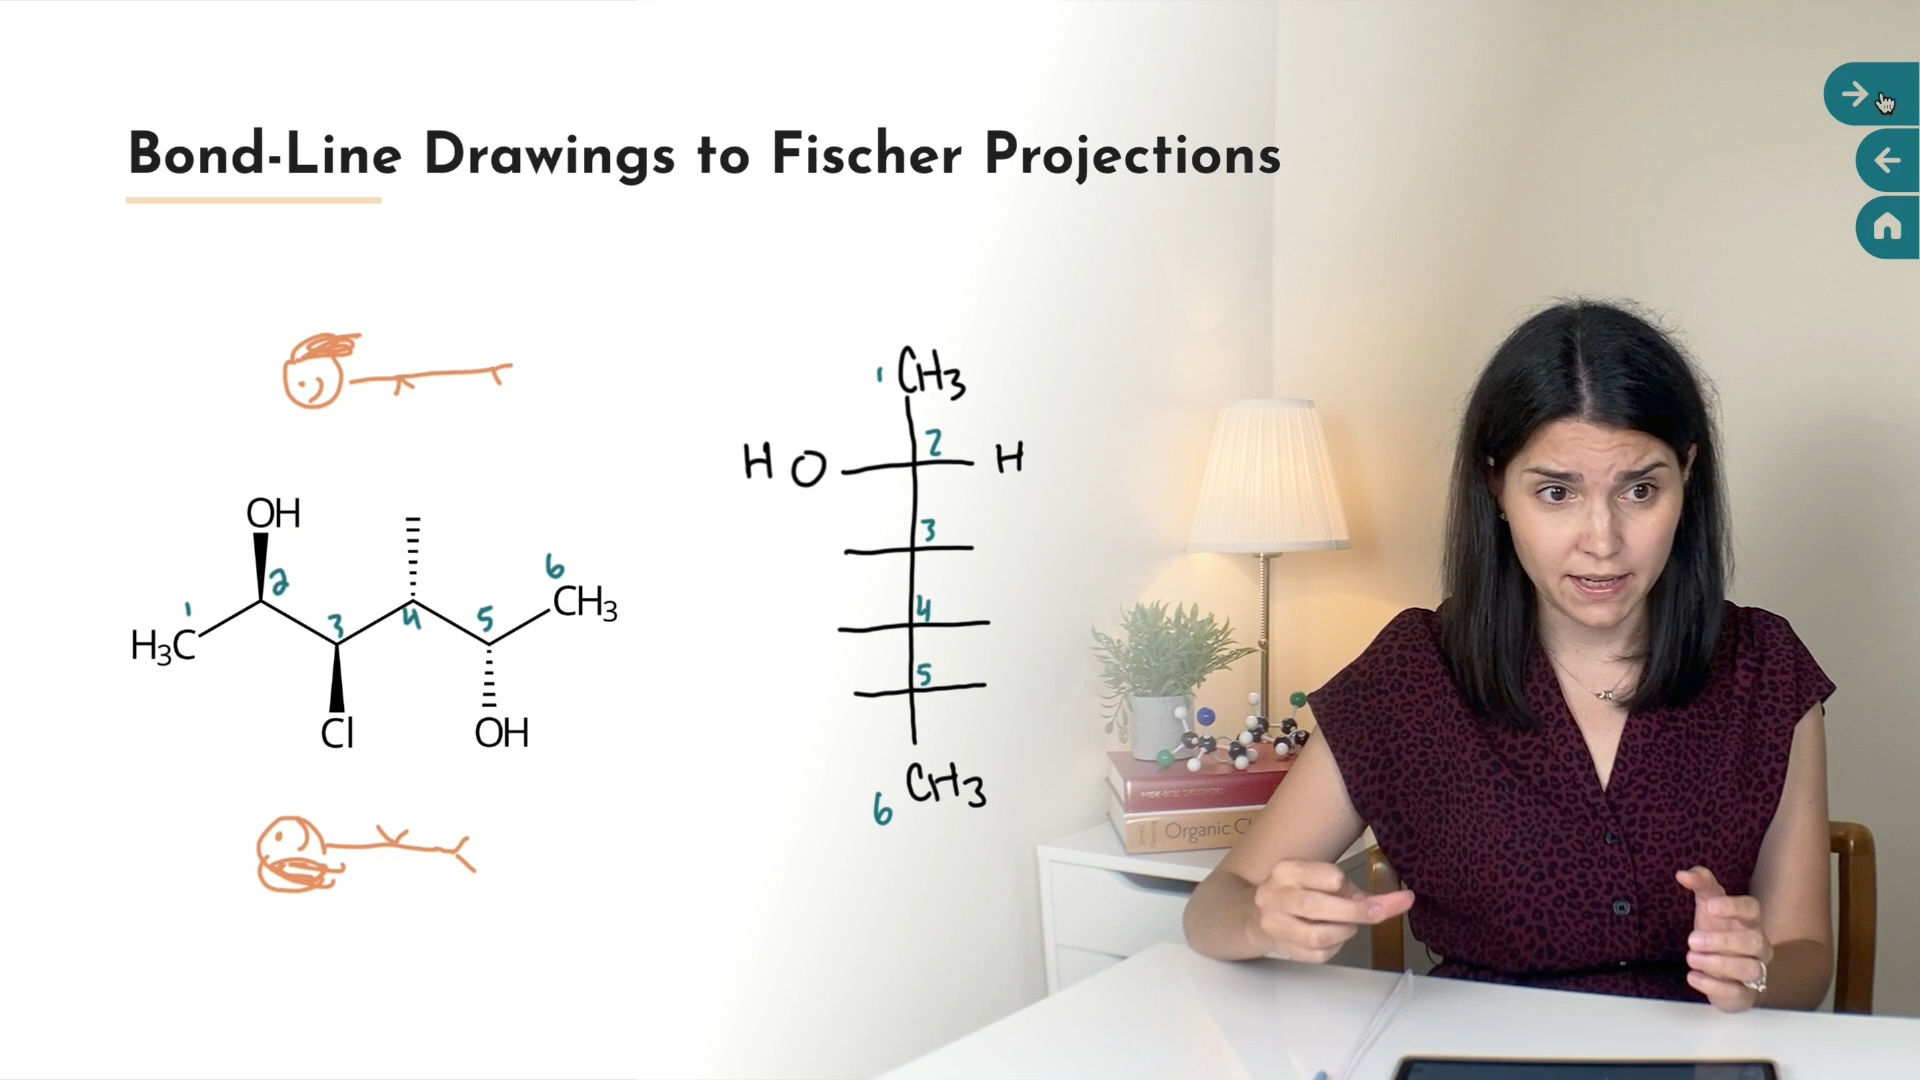 Bond-Line Drawings to Fischer Projections
OH
2
1
H₃C
3
Cl
4
5
OH
6
CH₃
1 CH₃
HO 2 H
3
4
5
6 CH₃
Organic C